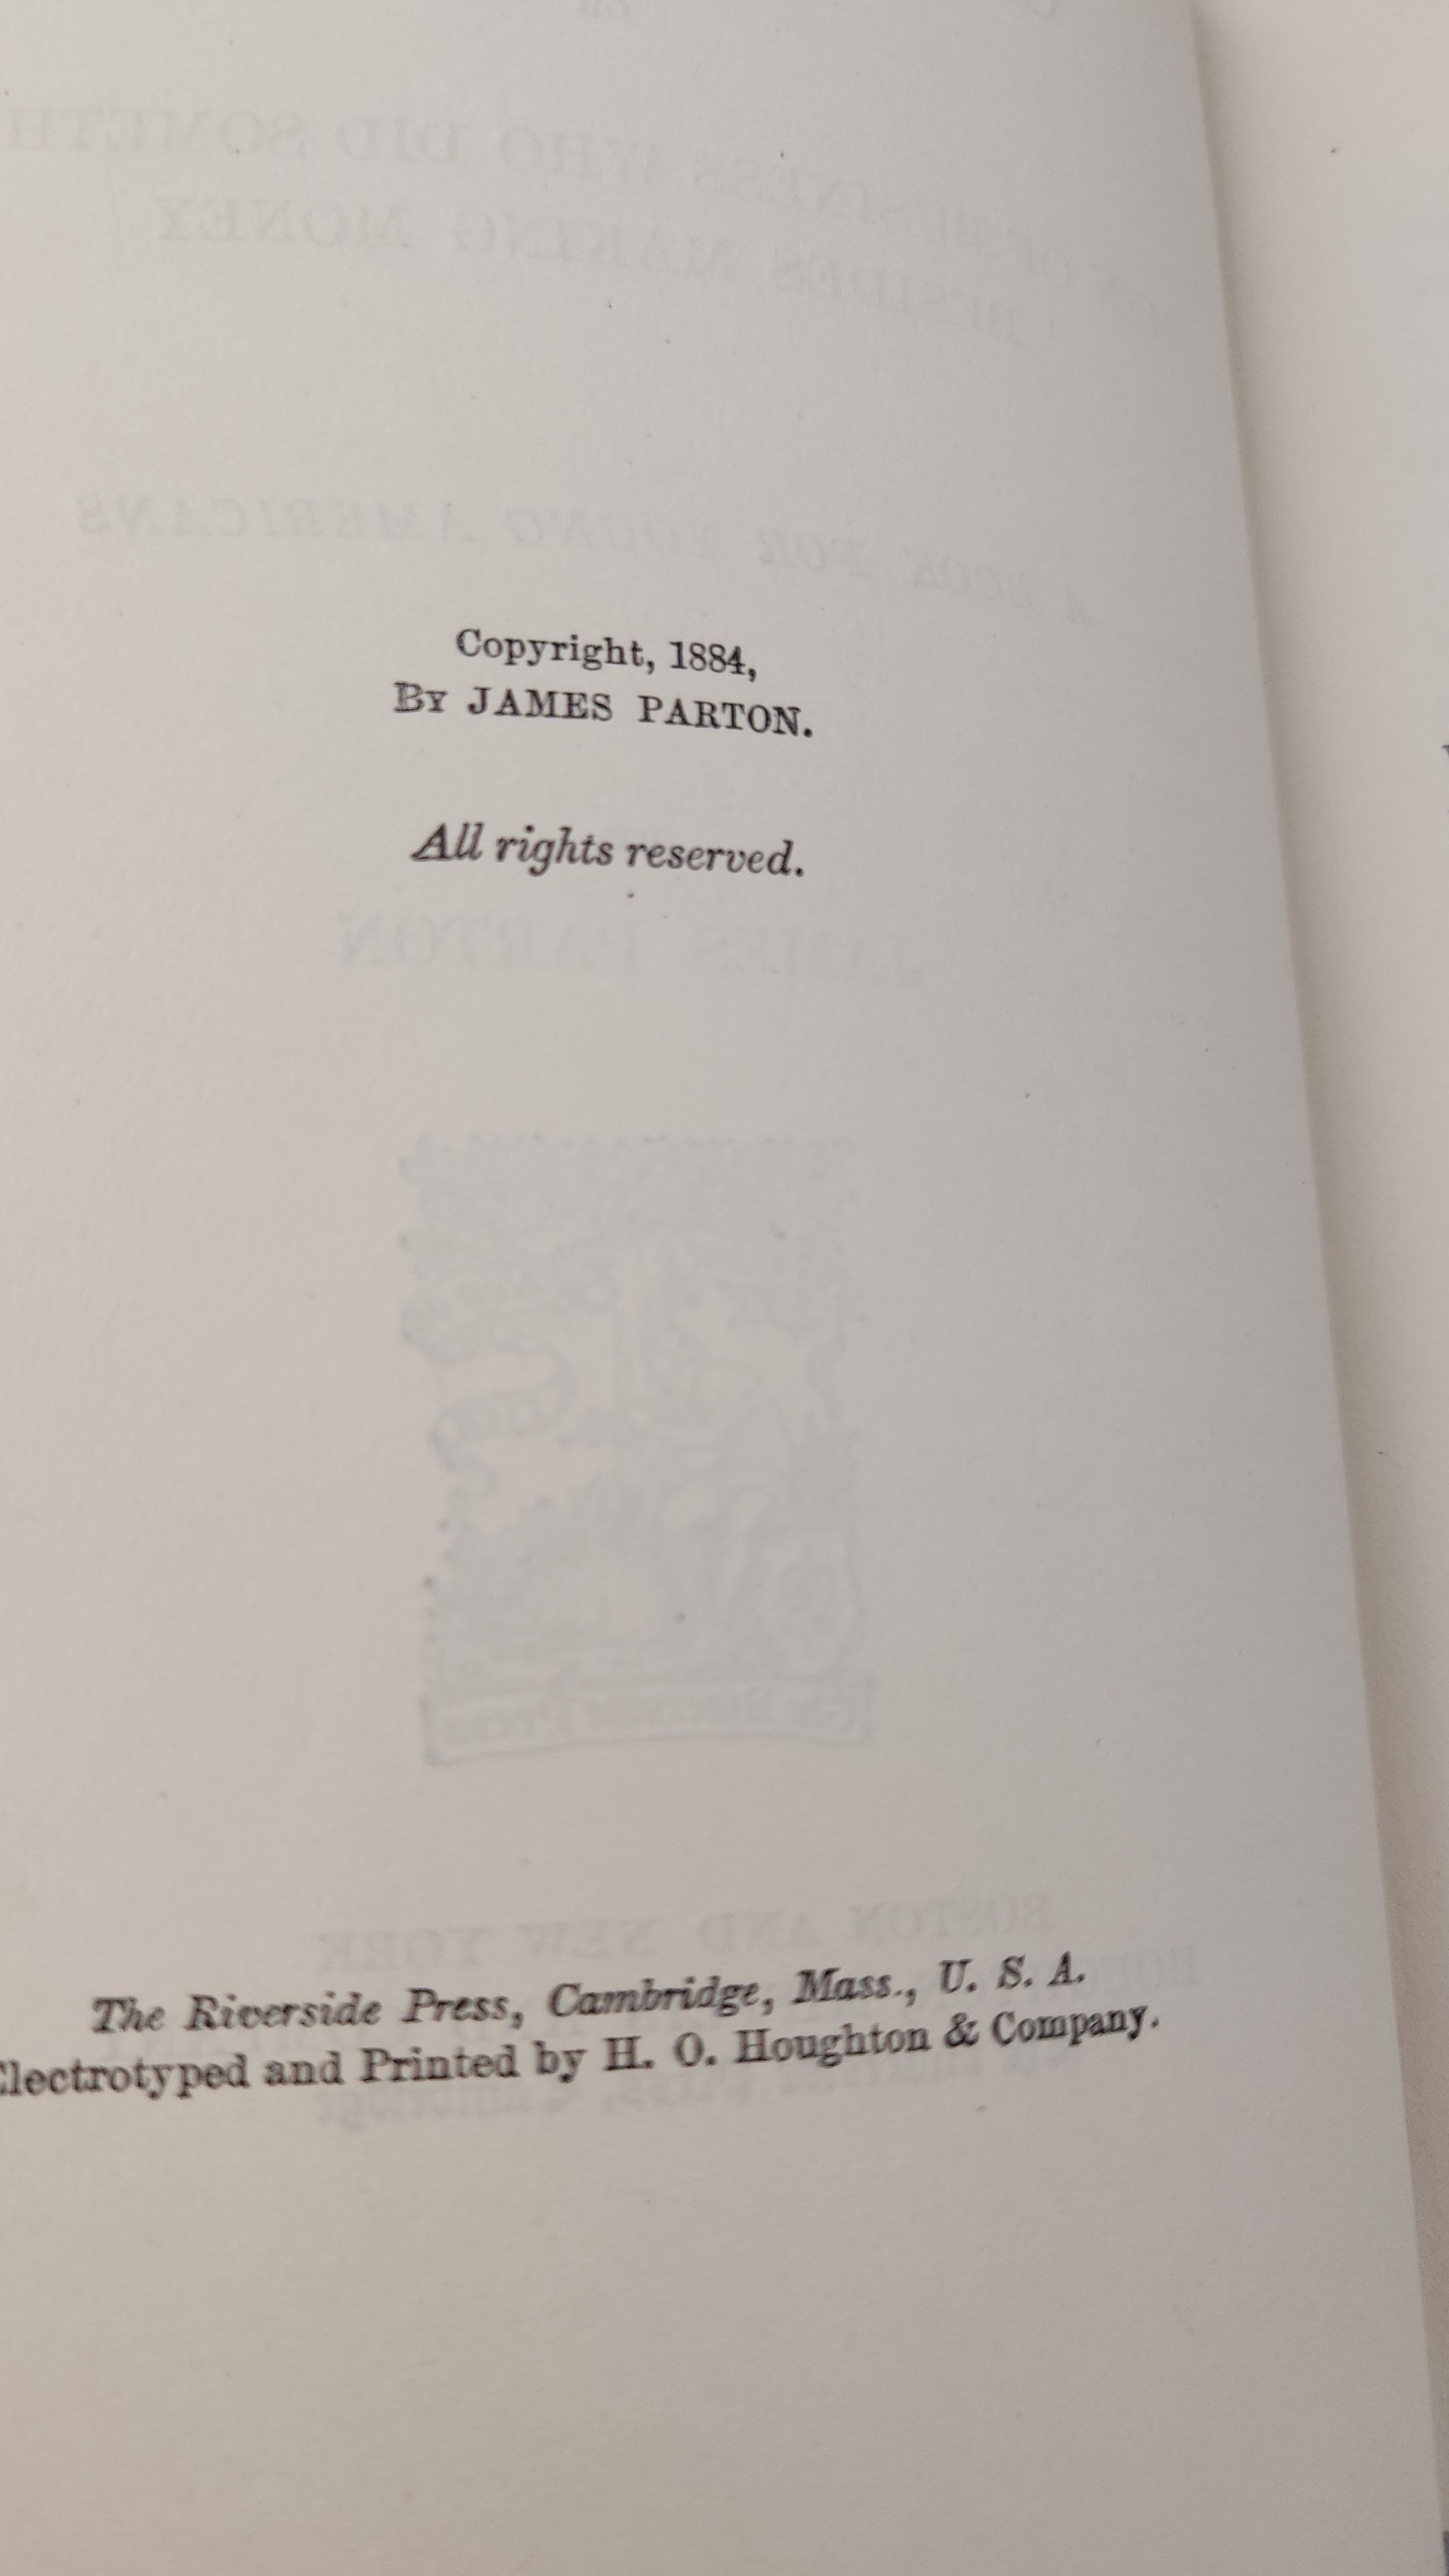 Copyright, 1884,
BY JAMES PARTON.
All rights reserved.
The Riverside Press, Cambridge, Mass., U. S. A.
Electrotyped and Printed by H. O. Houghton & Company.